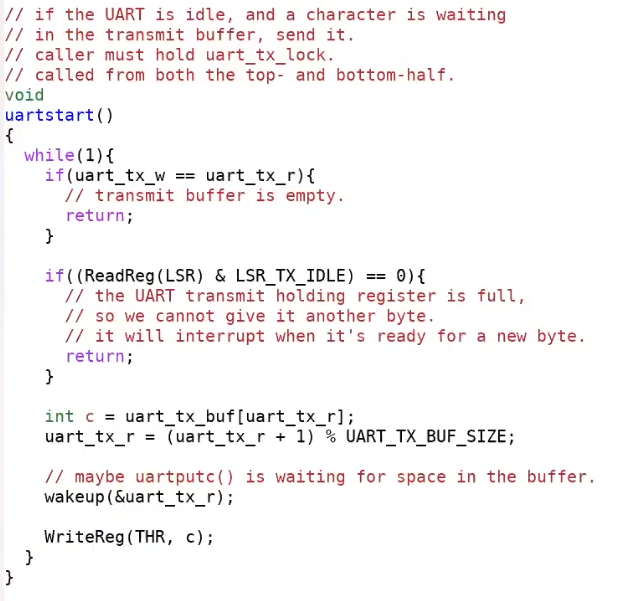 // if the UART is idle, and a character is waiting
// in the transmit buffer, send it.
// caller must hold uart_tx_lock.
// called from both the top- and bottom-half.
void
uartstart()
{
  while(1){
    if(uart_tx_w == uart_tx_r){
      // transmit buffer is empty.
      return;
    }

    if((ReadReg(LSR) & LSR_TX_IDLE) == 0){
      // the UART transmit holding register is full,
      // so we cannot give it another byte.
      // it will interrupt when it's ready for a new byte.
      return;
    }

    int c = uart_tx_buf[uart_tx_r];
    uart_tx_r = (uart_tx_r + 1) % UART_TX_BUF_SIZE;

    // maybe uartputc() is waiting for space in the buffer.
    wakeup(&uart_tx_r);

    WriteReg(THR, c);
  }
}